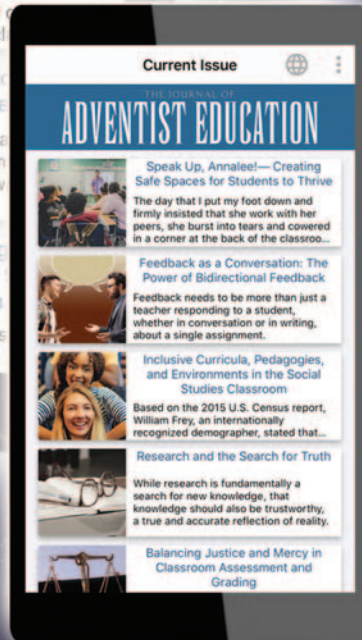 Current Issue
THE JOURNAL OF
ADVENTIST EDUCATION
Speak Up, Annalee!— Creating
Safe Spaces for Students to Thrive
The day that I put my foot down and
firmly insisted that she work with her
peers, she burst into tears and cowered
in a corner at the back of the classroo...
Feedback as a Conversation: The
Power of Bidirectional Feedback
Feedback needs to be more than just a
teacher responding to a student,
whether in conversation or in writing,
about a single assignment.
Inclusive Curricula, Pedagogies,
and Environments in the Social
Studies Classroom
Based on the 2015 U.S. Census report,
William Frey, an internationally
recognized demographer, stated that...
Research and the Search for Truth
While research is fundamentally a
search for new knowledge, that
knowledge should also be trustworthy,
a true and accurate reflection of reality.
Balancing Justice and Mercy in
Classroom Assessment and
Grading